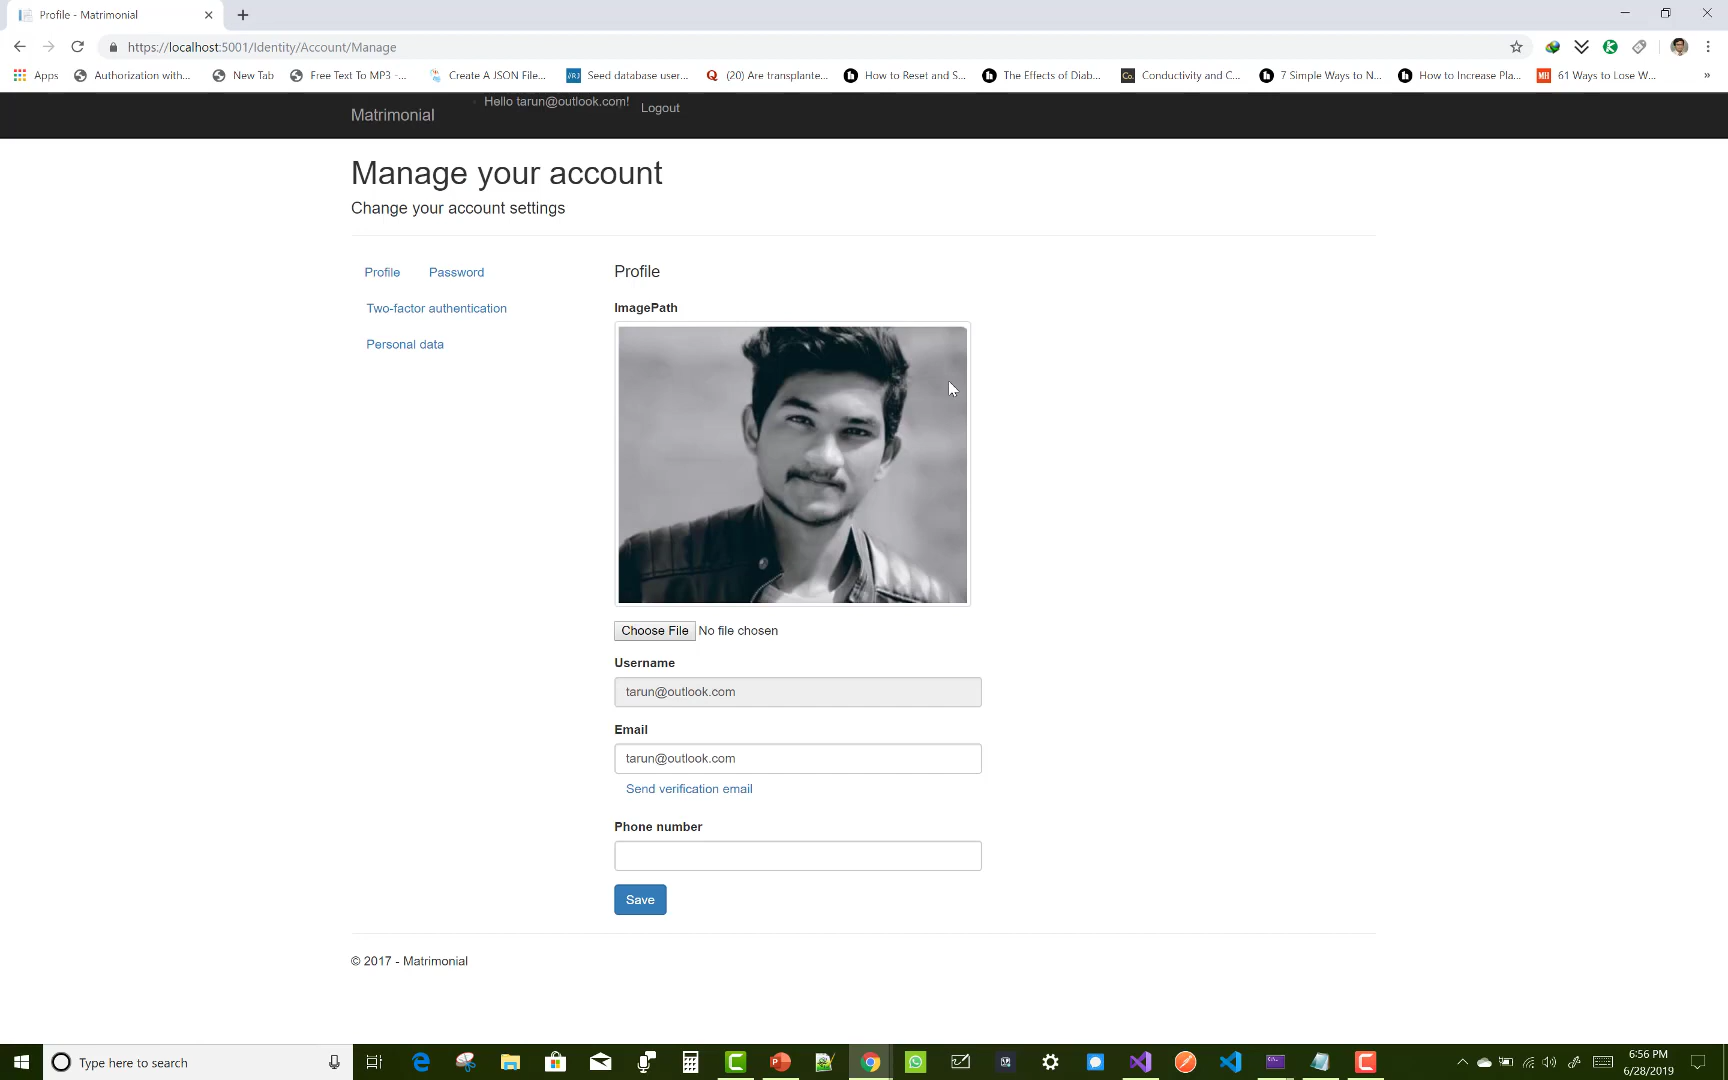 Profile - Matrimonial
https://localhost:5001/Identity/Account/Manage
Apps Authorization with... New Tab Free Text To MP3 -... Create A JSON File... Seed database user... (20) Are transplante... How to Reset and S... The Effects of Diab... Conductivity and C... 7 Simple Ways to N... How to Increase Pla... 61 Ways to Lose W...
Matrimonial Hello tarun@outlook.com! Logout
Manage your account
Change your account settings
Profile Password
Two-factor authentication
Personal data
Profile
ImagePath
Choose File No file chosen
Username
tarun@outlook.com
Email
tarun@outlook.com
Send verification email
Phone number
Save
© 2017 - Matrimonial
Type here to search
6:56 PM
6/28/2019